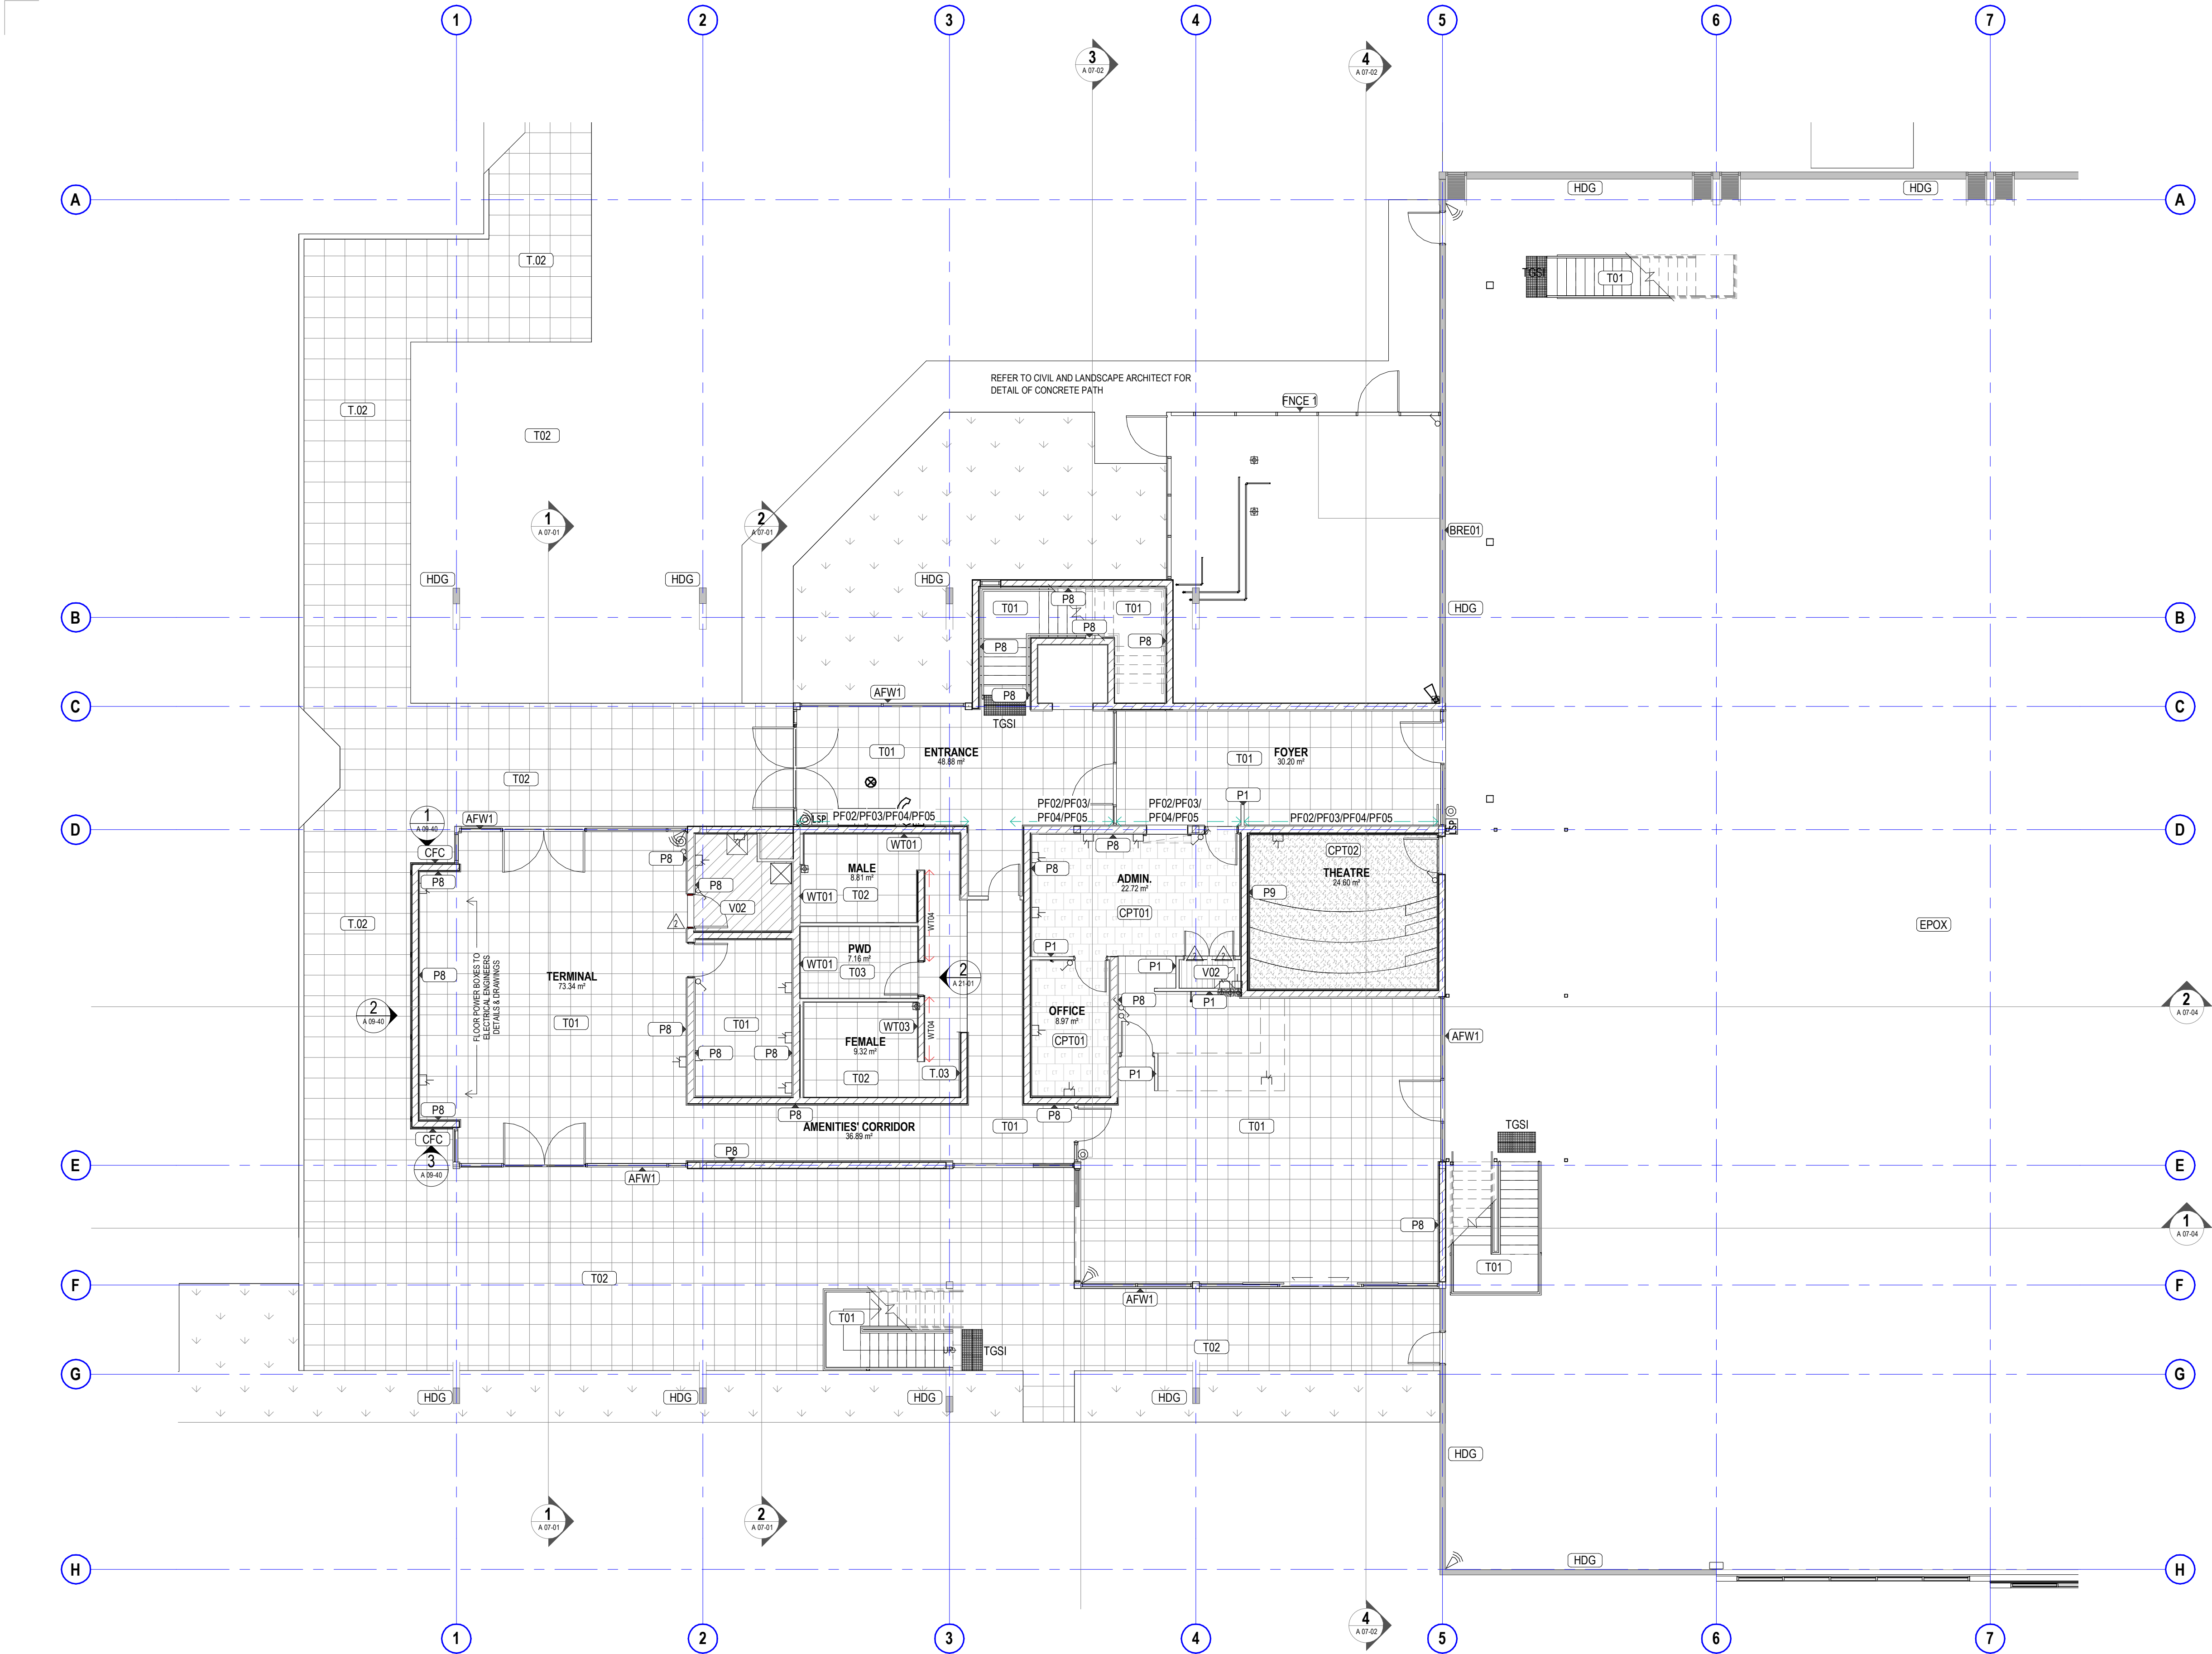 1
2
3
4
5
6
7
3
A 07-02
4
A 07-02
A
HDG
HDG
A
T.02
TGSI
T01
REFER TO CIVIL AND LANDSCAPE ARCHITECT FOR
DETAIL OF CONCRETE PATH
T.02
FNCE 1
T02
1
A 07-01
2
A 07-01
BRE01
HDG
HDG
HDG
P8
T01
T01
HDG
B
B
P8
P8
P8
P8
AFW1
C
C
TGSI
T01
ENTRANCE
48.88 m²
T01
FOYER
30.20 m²
T02
P1
PF02/PF03/
PF04/PF05
PF02/PF03/
PF04/PF05
1
A 09-40
AFW1
LSP
PF02/PF03/PF04/PF05
PF02/PF03/PF04/PF05
LSP
D
D
CFC
P8
WT01
P8
CPT02
P8
P8
MALE
8.81 m²
P8
ADMIN.
22.72 m²
THEATRE
24.60 m²
WT01
T02
P9
V02
2
WT04
CPT01
T.02
EPOX
P8
FLOOR POWER BOXES TO
ELECTRICAL ENGINEERS
DETAILS & DRAWINGS
TERMINAL
73.34 m²
PWD
7.16 m²
WT01
T03
2
A 21-01
P1
P1
V02
P1
P8
2
A 09-40
2
A 07-04
T01
P8
T01
WT03
WT04
OFFICE
8.97 m²
CPT01
AFW1
P8
P8
FEMALE
9.32 m²
T02
T.03
P1
P8
P8
P8
AMENITIES' CORRIDOR
36.89 m²
T01
T01
TGSI
CFC
3
A 09-40
P8
E
E
AFW1
P8
1
A 07-04
T01
T02
F
F
AFW1
T01
UP
TGSI
T02
G
G
HDG
HDG
HDG
HDG
HDG
1
A 07-01
2
A 07-01
HDG
H
H
4
A 07-02
1
2
3
4
5
6
7